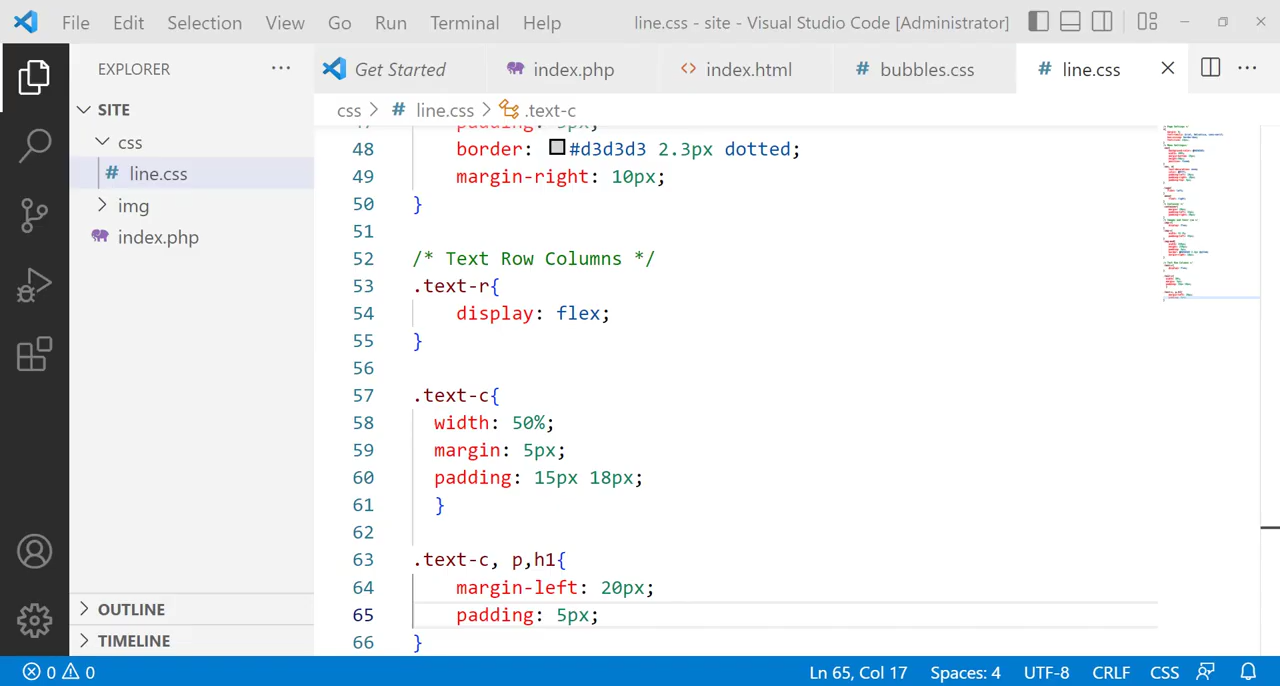 File Edit Selection View Go Run Terminal Help line.css - site - Visual Studio Code [Administrator]
EXPLORER ...
Get Started index.php <> index.html # bubbles.css # line.css
SITE
css > # line.css > .text-c
css
# line.css
img
index.php
48 border: #d3d3d3 2.3px dotted;
49 margin-right: 10px;
50 }
51
52 /* Text Row Columns */
53 .text-r{
54 display: flex;
55 }
56
57 .text-c{
58 width: 50%;
59 margin: 5px;
60 padding: 15px 18px;
61 }
62
63 .text-c, p,h1{
64 margin-left: 20px;
65 padding: 5px;
66 }
OUTLINE
TIMELINE
0 0 Ln 65, Col 17 Spaces: 4 UTF-8 CRLF CSS